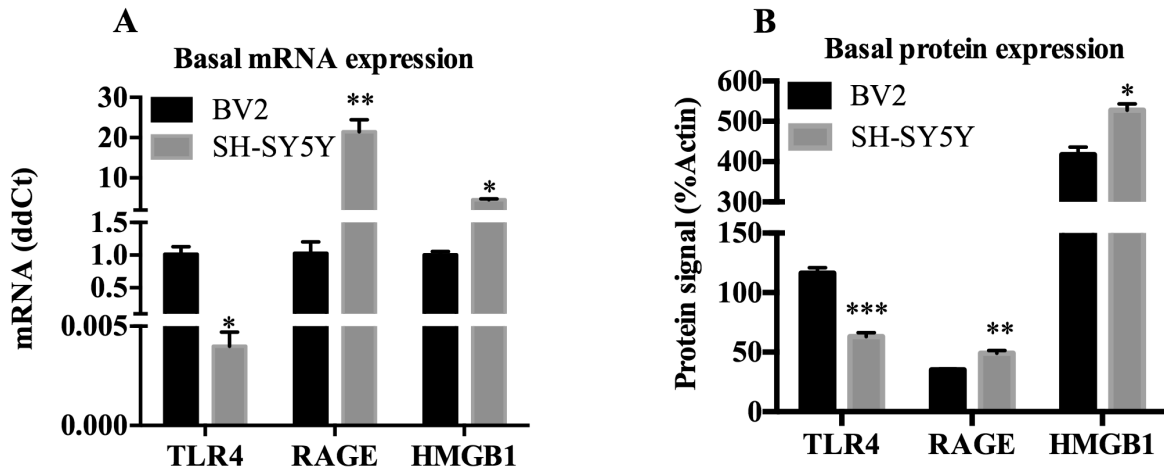 A
Basal mRNA expression
BV2
SH-SY5Y
mRNA (ddCt)
30
20
10
1.5
1.0
0.5
0.005
0.000
**
*
*
TLR4 RAGE HMGB1
B
Basal protein expression
BV2
SH-SY5Y
Protein signal (%Actin)
600
500
400
300
150
100
50
0
*
***
**
TLR4 RAGE HMGB1